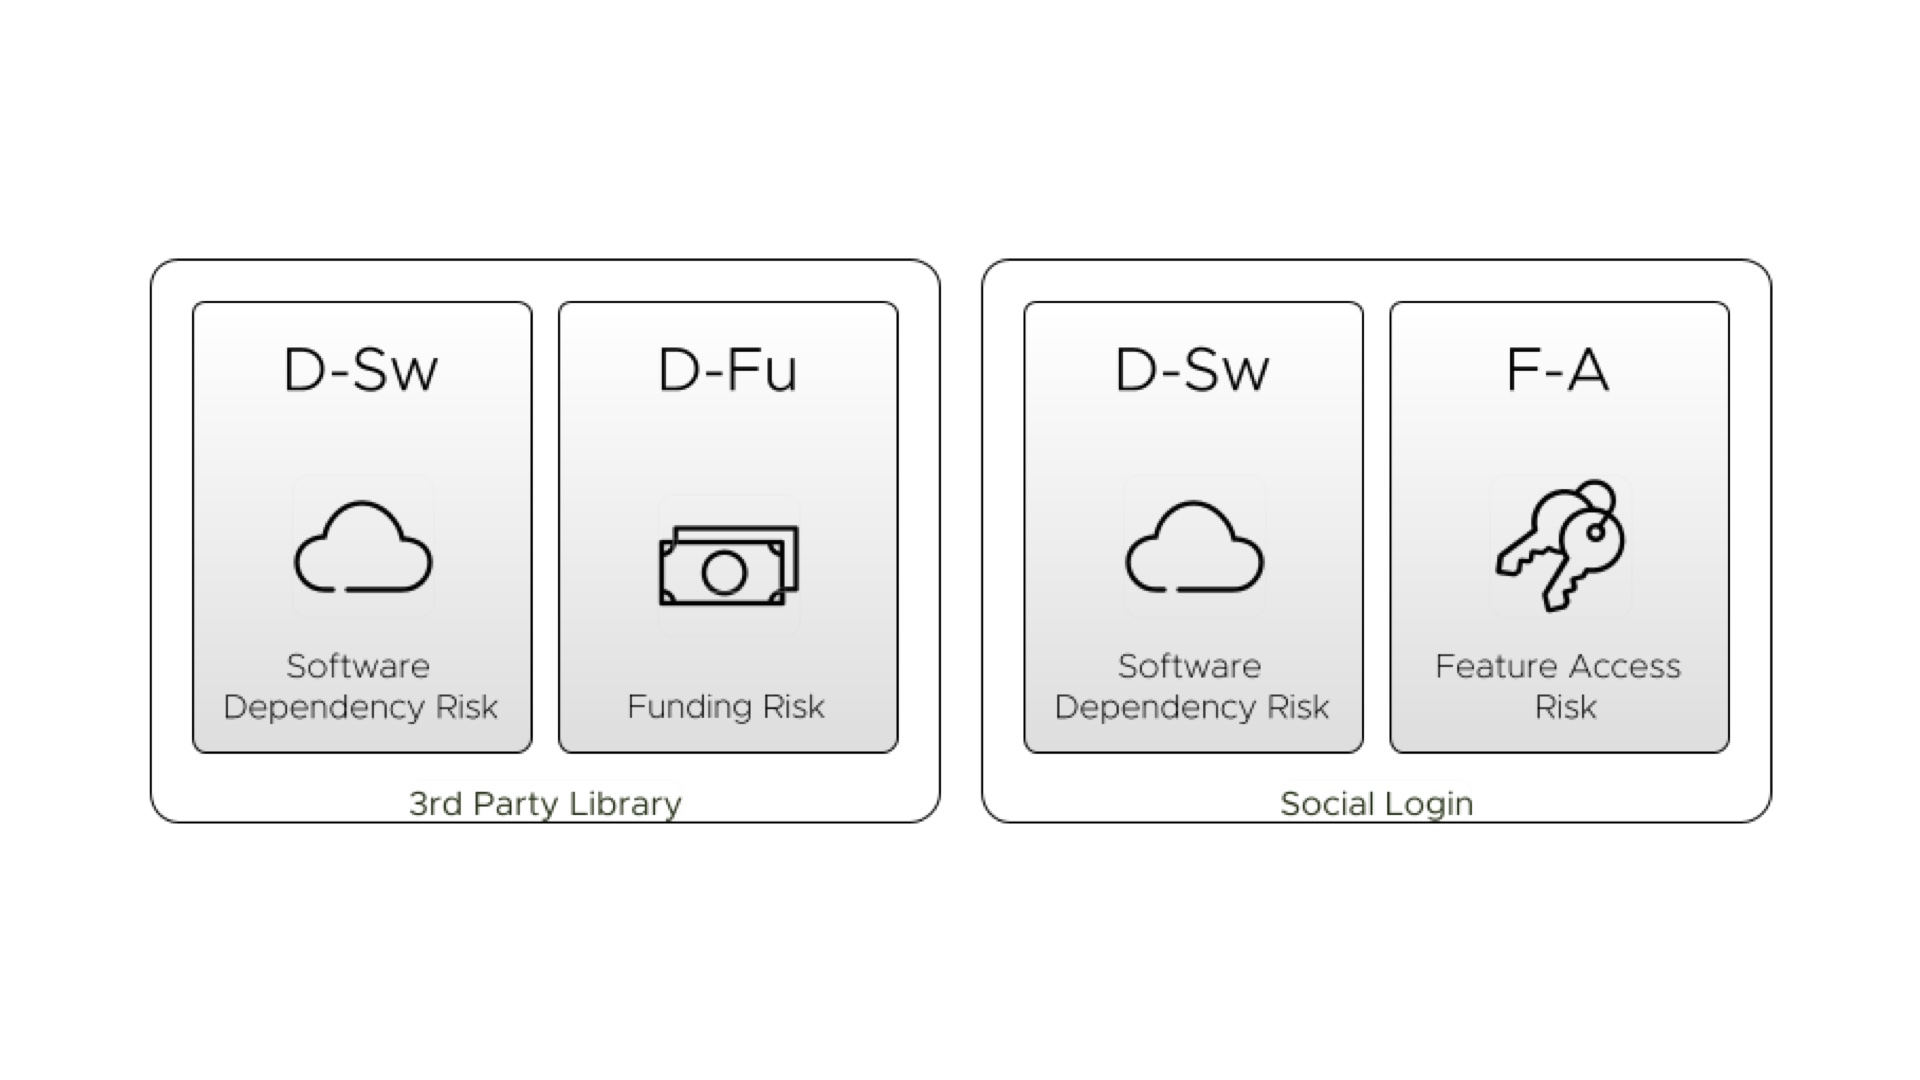 D-Sw
Software
Dependency Risk
D-Fu
Funding Risk
3rd Party Library
D-Sw
Software
Dependency Risk
F-A
Feature Access
Risk
Social Login